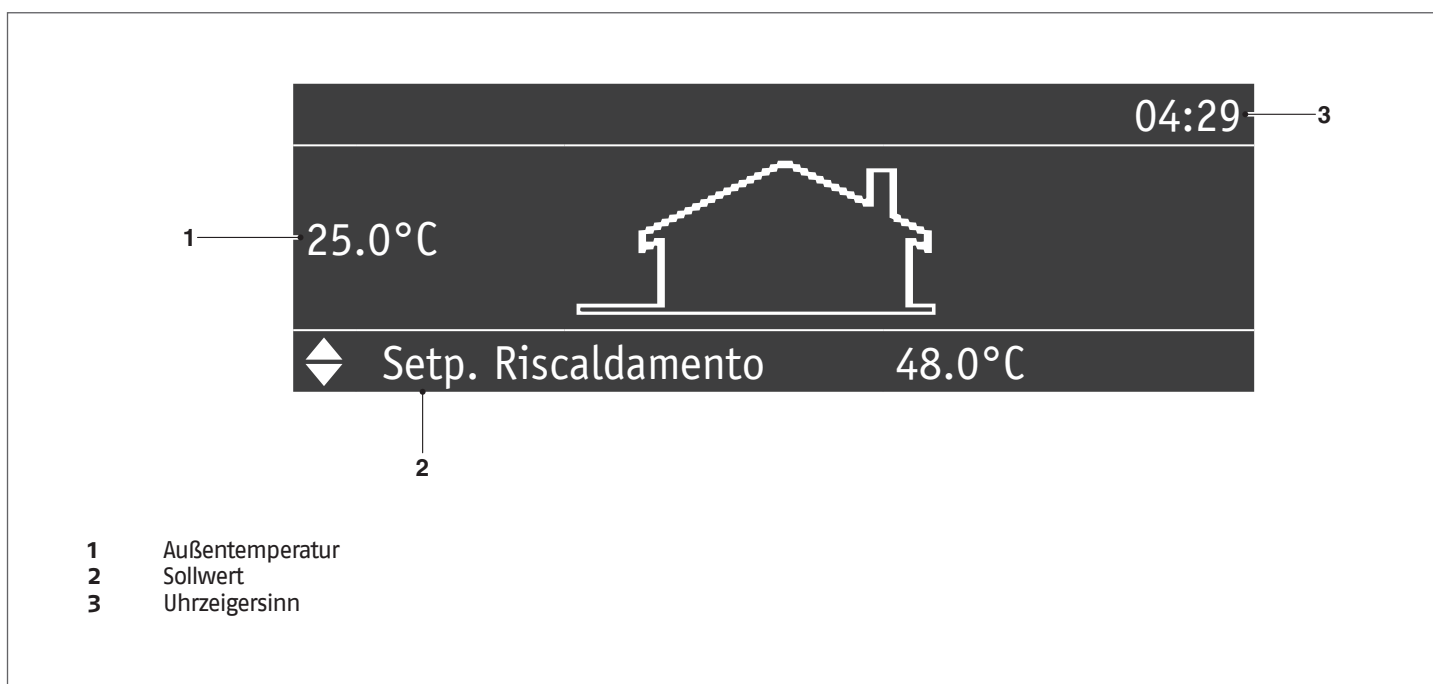 04:29
3
1
25.0°C
Setp. Riscaldamento 48.0°C
2
1 Außentemperatur
2 Sollwert
3 Uhrzeigersinn